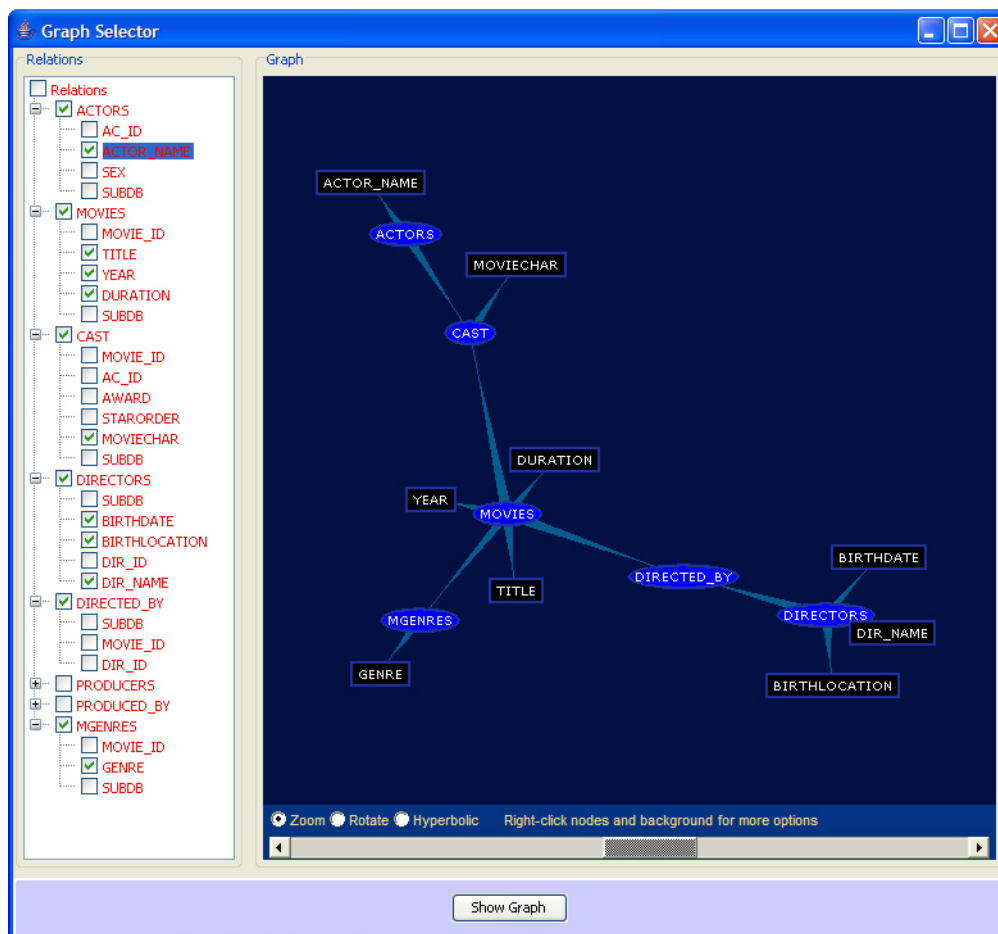 Graph Selector
Relations
Relations
ACTORS
AC_ID
ACTOR_NAME
SEX
SUBDB
MOVIES
MOVIE_ID
TITLE
YEAR
DURATION
SUBDB
CAST
MOVIE_ID
AC_ID
AWARD
STARORDER
MOVIECHAR
SUBDB
DIRECTORS
SUBDB
BIRTHDATE
BIRTHLOCATION
DIR_ID
DIR_NAME
DIRECTED_BY
SUBDB
MOVIE_ID
DIR_ID
PRODUCERS
PRODUCED_BY
MGENRES
MOVIE_ID
GENRE
SUBDB
Graph
ACTOR_NAME
ACTORS
MOVIECHAR
CAST
DURATION
YEAR
MOVIES
BIRTHDATE
DIRECTED_BY
TITLE
DIRECTORS
MGENRES
DIR_NAME
GENRE
BIRTHLOCATION
Zoom Rotate Hyperbolic Right-click nodes and background for more options
Show Graph